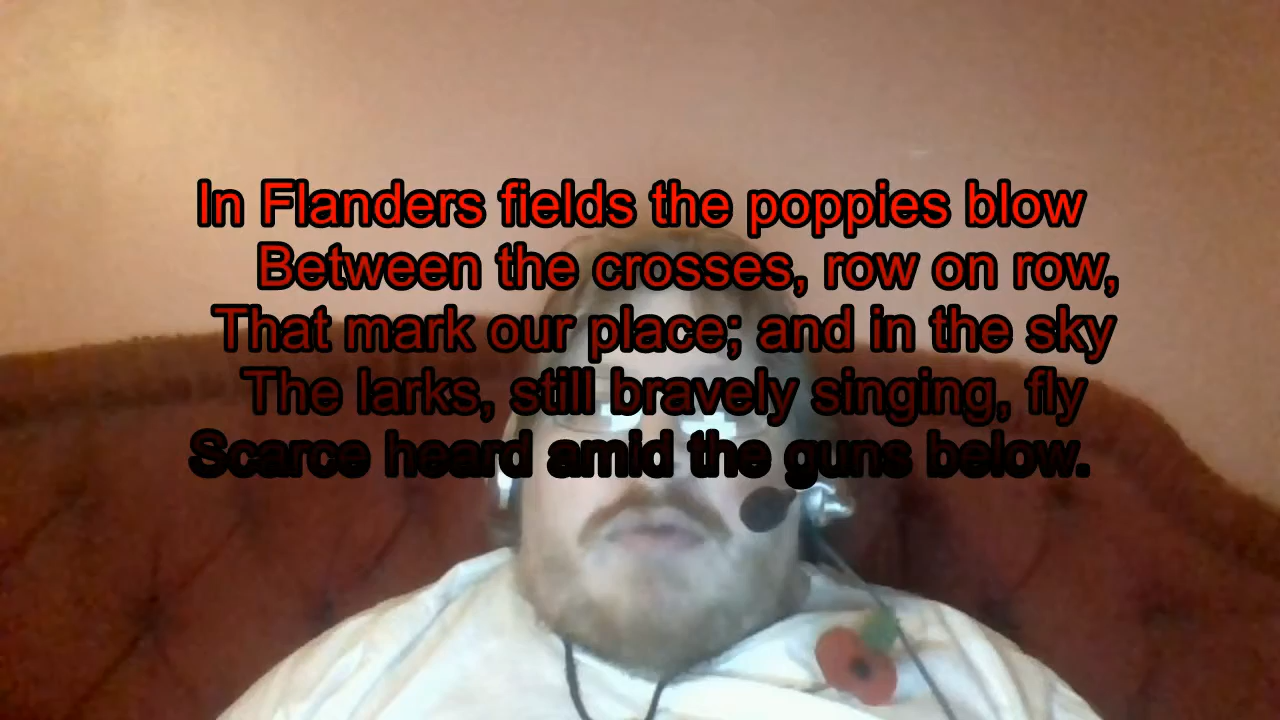 In Flanders fields the poppies blow
Between the crosses, row on row,
That mark our place; and in the sky
The larks, still bravely singing, fly
Scarce heard amid the guns below.